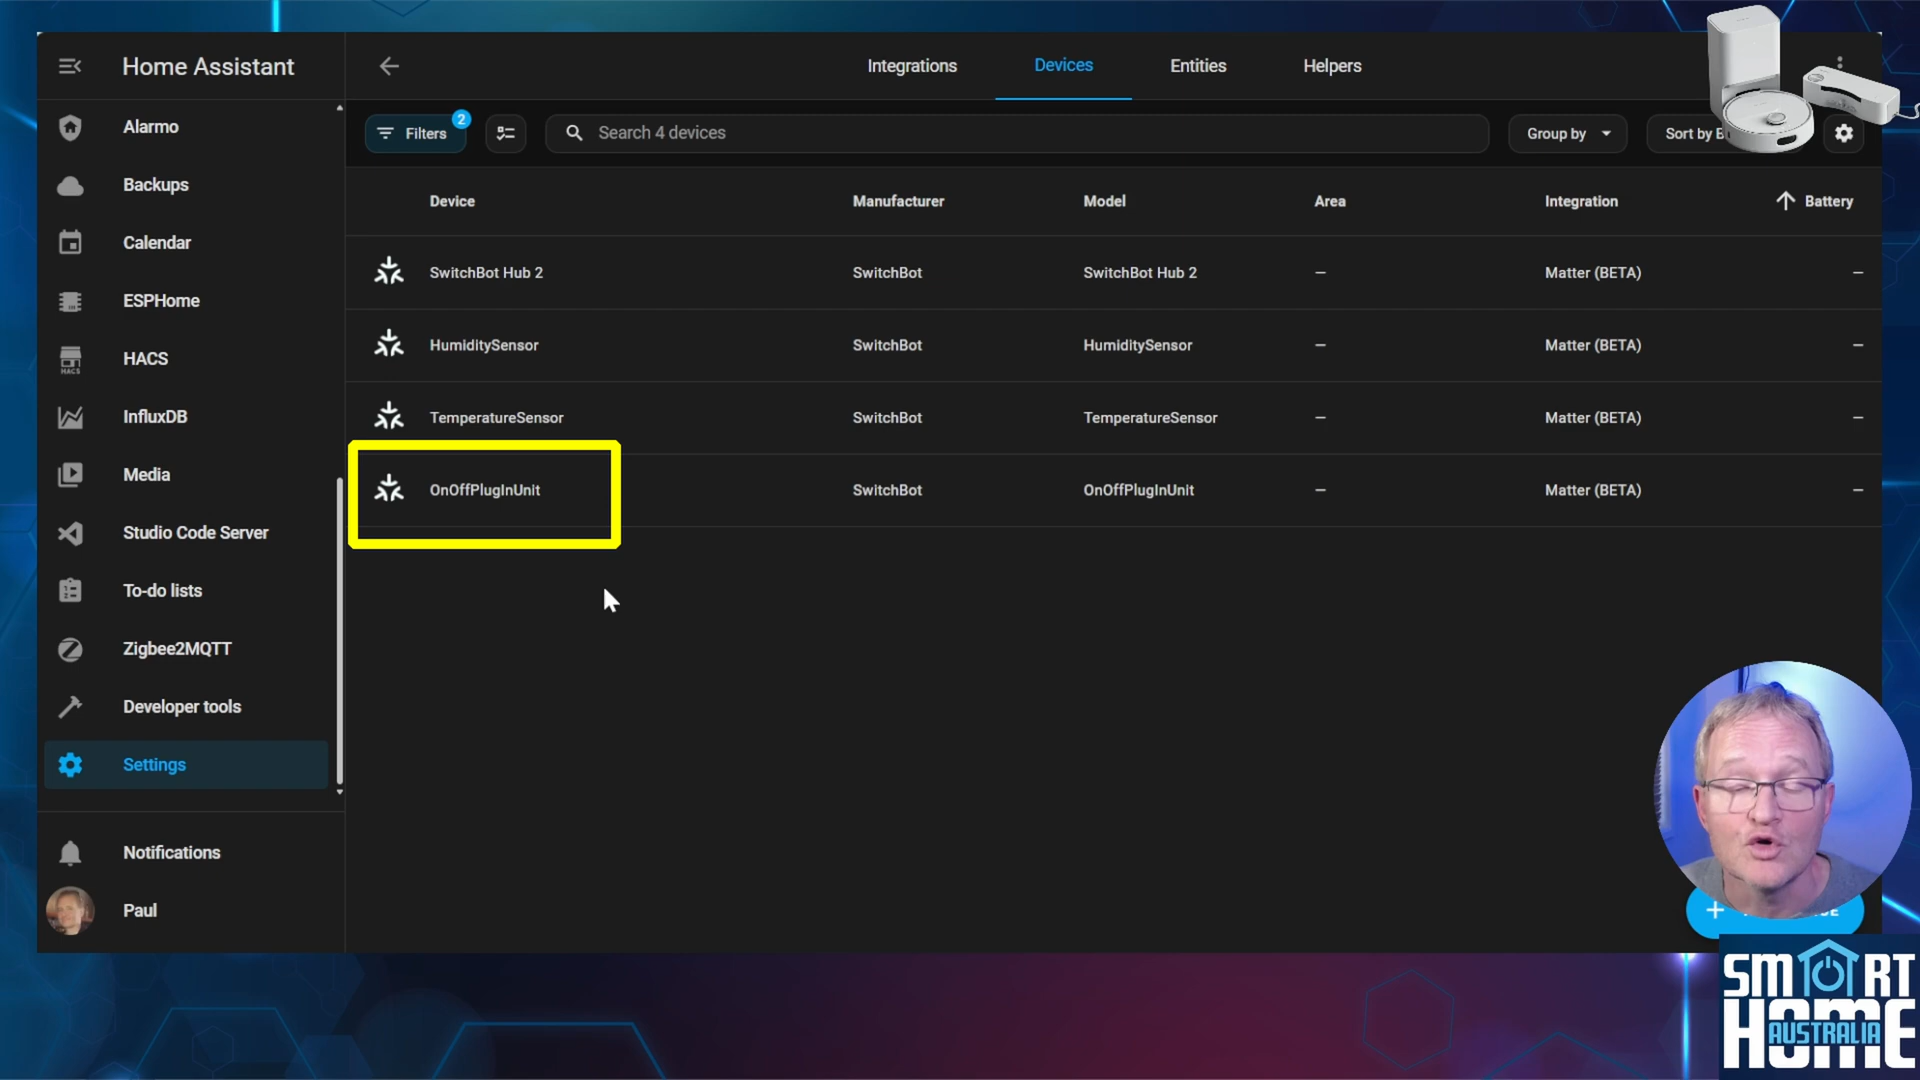 Home Assistant
Integrations
Devices
Entities
Helpers
Alarmo
Backups
Calendar
ESPHome
HACS
InfluxDB
Media
Studio Code Server
To-do lists
Zigbee2MQTT
Developer tools
Settings
Notifications
Paul
Filters 2
Search 4 devices
Group by
Sort by
Device Manufacturer Model Area Integration Battery
SwitchBot Hub 2 SwitchBot SwitchBot Hub 2 – Matter (BETA) –
HumiditySensor SwitchBot HumiditySensor – Matter (BETA) –
TemperatureSensor SwitchBot TemperatureSensor – Matter (BETA) –
OnOffPlugInUnit SwitchBot OnOffPlugInUnit – Matter (BETA) –
SMART
HOME
AUSTRALIA